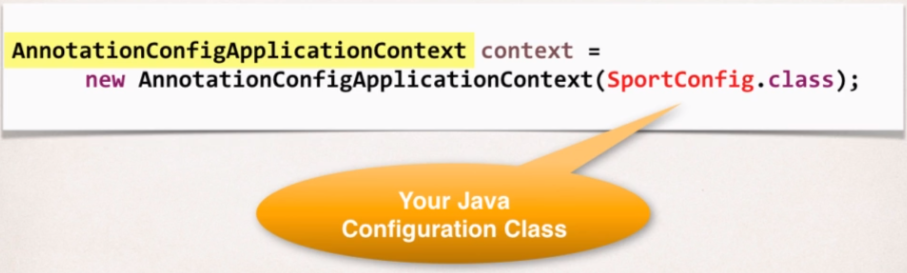 AnnotationConfigApplicationContext context =
new AnnotationConfigApplicationContext(SportConfig.class);
Your Java
Configuration Class